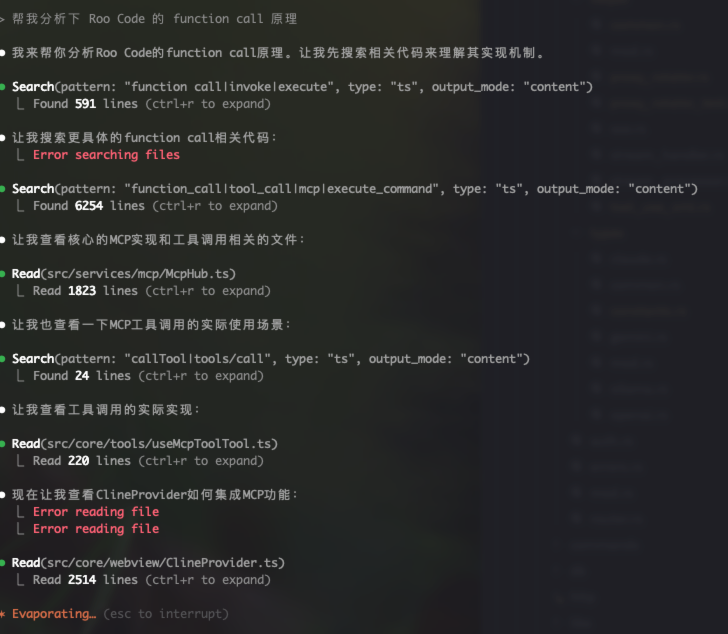 > 帮我分析下 Roo Code 的 function call 原理
● 我来帮你分析Roo Code的function call原理。让我先搜索相关代码来理解其实现机制。
● Search(pattern: "function call|invoke|execute", type: "ts", output_mode: "content")
⎿ Found 591 lines (ctrl+r to expand)
● 让我搜索更具体的function call相关代码：
⎿ Error searching files
● Search(pattern: "function_call|tool_call|mcp|execute_command", type: "ts", output_mode: "content")
⎿ Found 6254 lines (ctrl+r to expand)
● 让我查看核心的MCP实现和工具调用相关的文件：
● Read(src/services/mcp/McpHub.ts)
⎿ Read 1823 lines (ctrl+r to expand)
● 让我也查看一下MCP工具调用的实际使用场景：
● Search(pattern: "callTool|tools/call", type: "ts", output_mode: "content")
⎿ Found 24 lines (ctrl+r to expand)
● 让我查看工具调用的实际实现：
● Read(src/core/tools/useMcpToolTool.ts)
⎿ Read 220 lines (ctrl+r to expand)
● 现在让我查看ClineProvider如何集成MCP功能：
⎿ Error reading file
⎿ Error reading file
● Read(src/core/webview/ClineProvider.ts)
⎿ Read 2514 lines (ctrl+r to expand)
* Evaporating… (esc to interrupt)